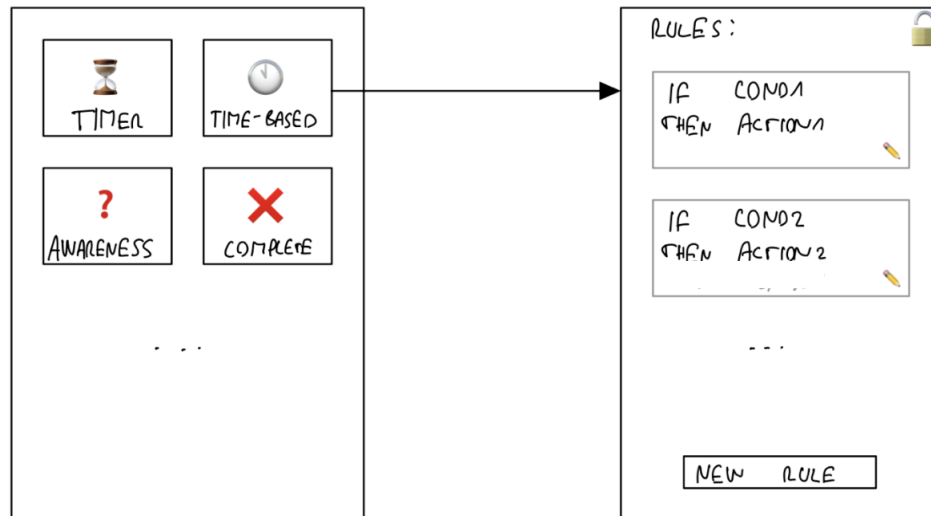 TIMER
TIME-BASED
AWARENESS
COMPLETE
...
RULES:
IF COND1
THEN ACTION1
IF COND2
THEN ACTION2
---
NEW RULE